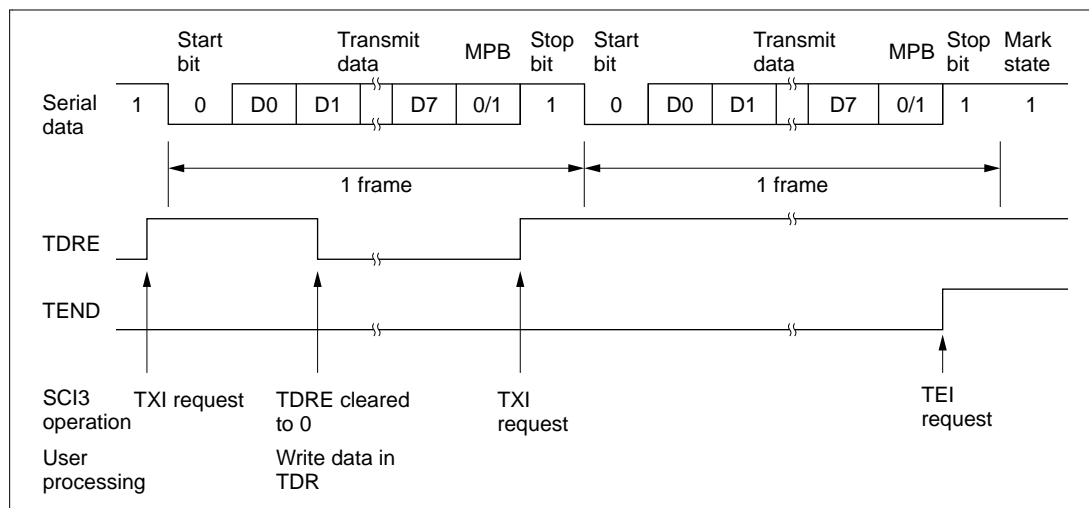 Start bit Transmit data MPB Stop bit Start bit Transmit data MPB Stop bit Mark state
Serial data 1 0 D0 D1 D7 0/1 1 0 D0 D1 D7 0/1 1 1
1 frame 1 frame
TDRE
TEND
SCI3 operation TXI request TDRE cleared to 0 TXI request TEI request
User processing Write data in TDR